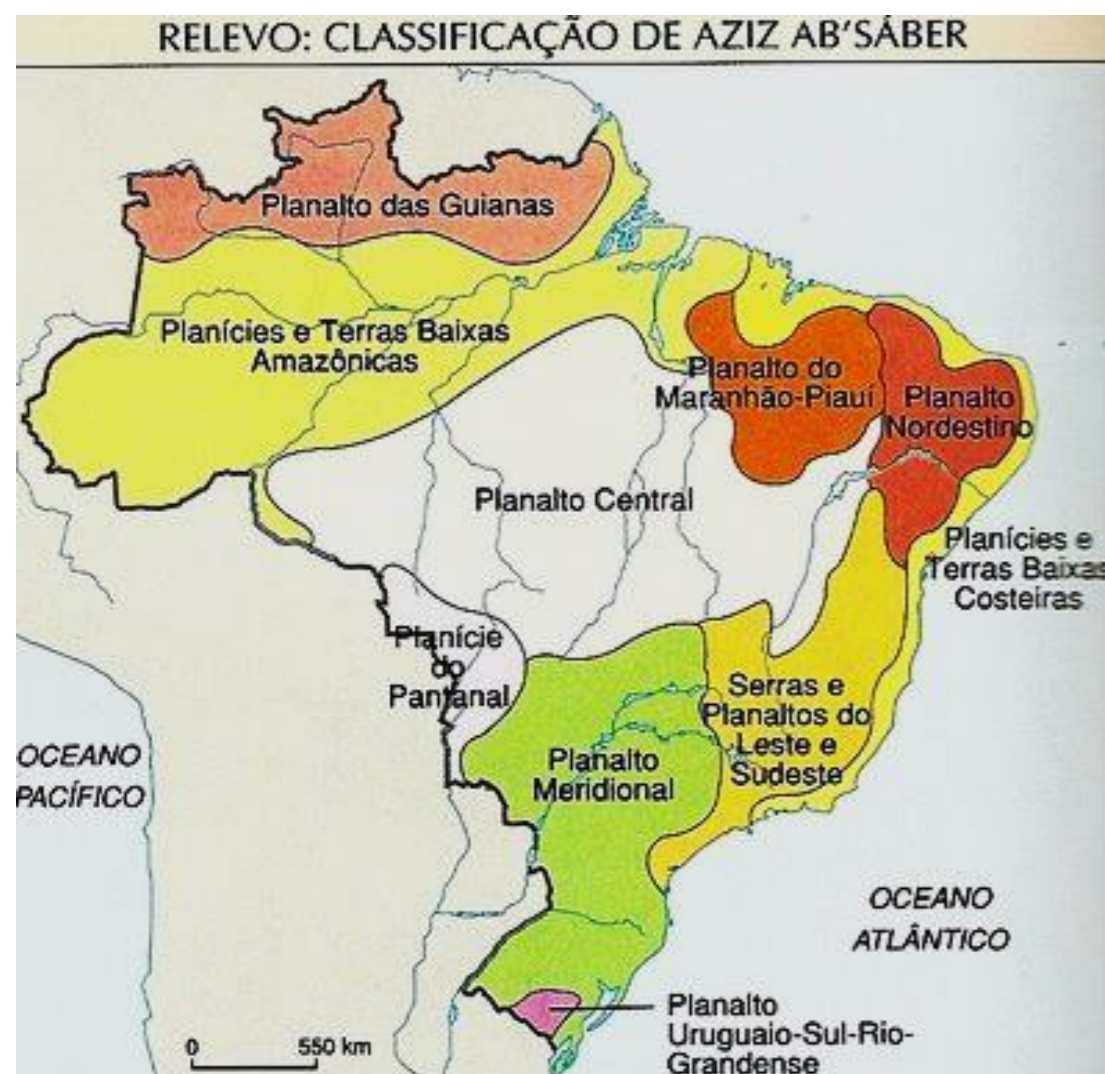 RELEVO: CLASSIFICAÇÃO DE AZIZ AB'SÁBER
Planalto das Guianas
Planícies e Terras Baixas
Amazônicas
Planalto do
Maranhão-Piauí
Planalto
Nordestino
Planalto Central
Planícies e
Terras Baixas
Costeiras
Planície
do
Pantanal
Serras e
Planaltos do
Leste e
Sudeste
Planalto
Meridional
OCEANO
PACÍFICO
OCEANO
ATLÂNTICO
Planalto
Uruguaio-Sul-Rio-
Grandense
0 550 km